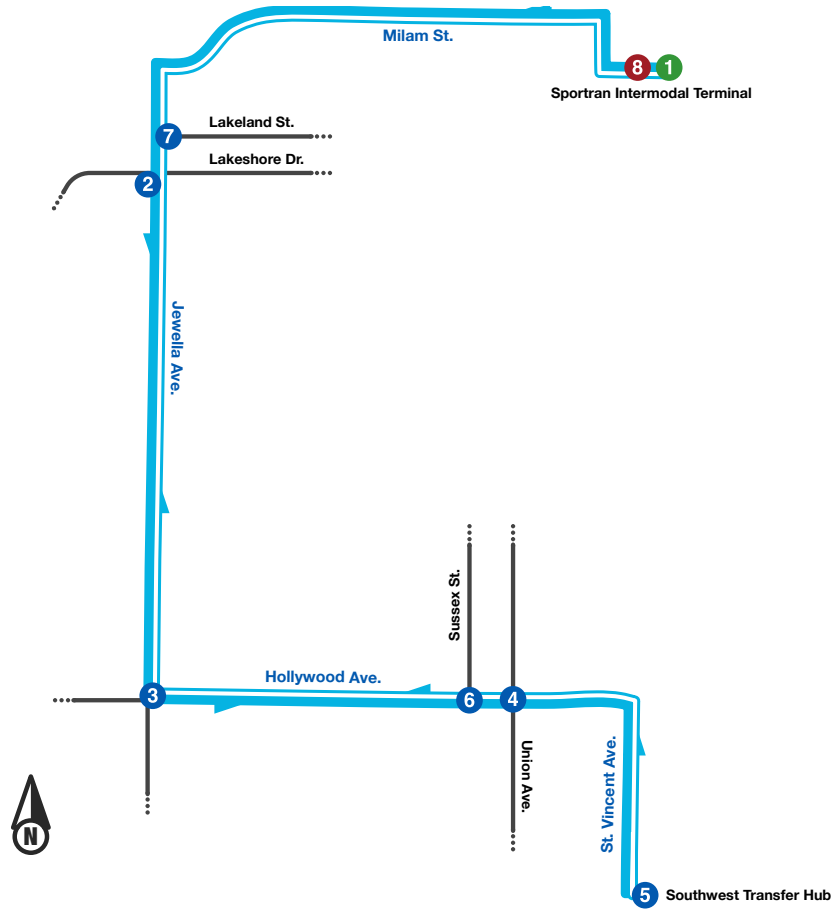 Milam St.
8
1
Sportran Intermodal Terminal
Lakeland St.
7
Lakeshore Dr.
2
Jewella Ave.
Sussex St.
Hollywood Ave.
3
6
4
Union Ave.
St. Vincent Ave.
N
5
Southwest Transfer Hub